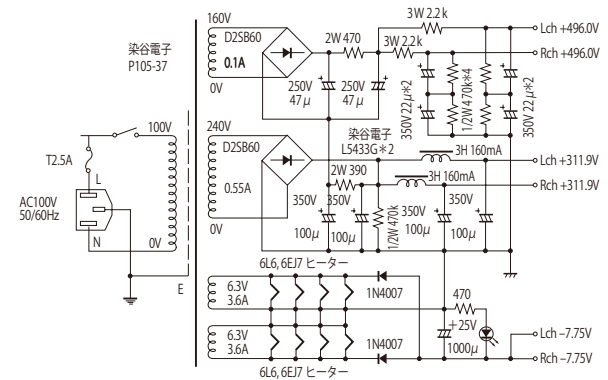 160V
3W 2.2 k
Lch +496.0V
D2SB60
2W 470
3W 2.2k
Rch +496.0V
染谷電子
P105-37
0.1A
250V
47μ
250V
47μ
350V 22μ*2
1/2W 470k*4
350V 22μ*2
0V
100V
240V
染谷電子
L5433G*2
D2SB60
3H 160mA
Lch +311.9V
T2.5A
0.55A
2W 390
3H 160mA
Rch +311.9V
L
AC100V
50/60Hz
350V
100μ
350V
100μ
1/2W 470k
350V
100μ
350V
100μ
N
0V
0V
E
6L6, 6EJ7 ヒーター
6.3V
3.6A
1N4007
470
+25V
1000μ
Lch –7.75V
6.3V
3.6A
1N4007
Rch –7.75V
6L6, 6EJ7 ヒーター